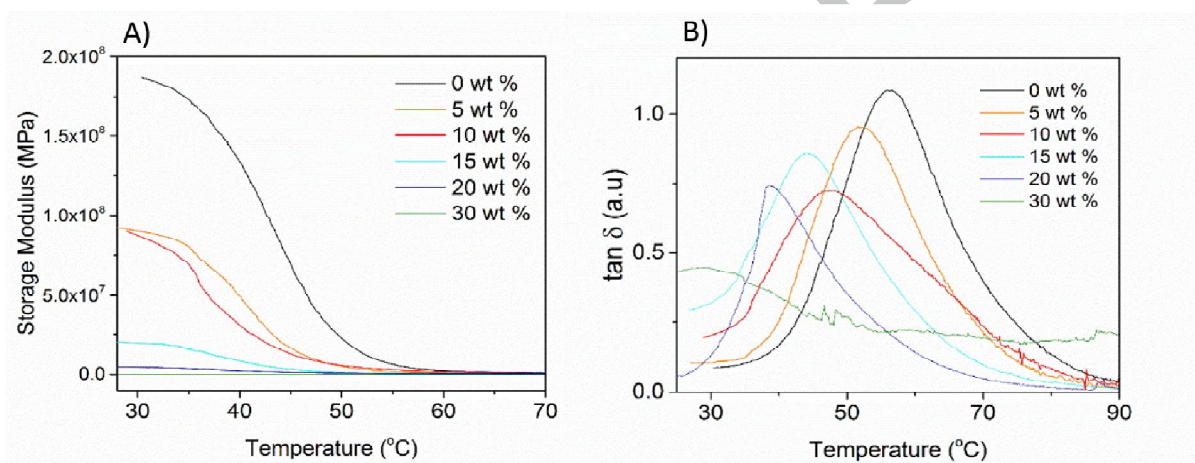 A)
2.0x10⁸
1.5x10⁸
1.0x10⁸
5.0x10⁷
0.0
Storage Modulus (MPa)
0 wt %
5 wt %
10 wt %
15 wt %
20 wt %
30 wt %
30
40
50
60
70
Temperature (°C)
B)
1.0
0.5
0.0
tan δ (a.u)
0 wt %
5 wt %
10 wt %
15 wt %
20 wt %
30 wt %
30
50
70
90
Temperature (°C)